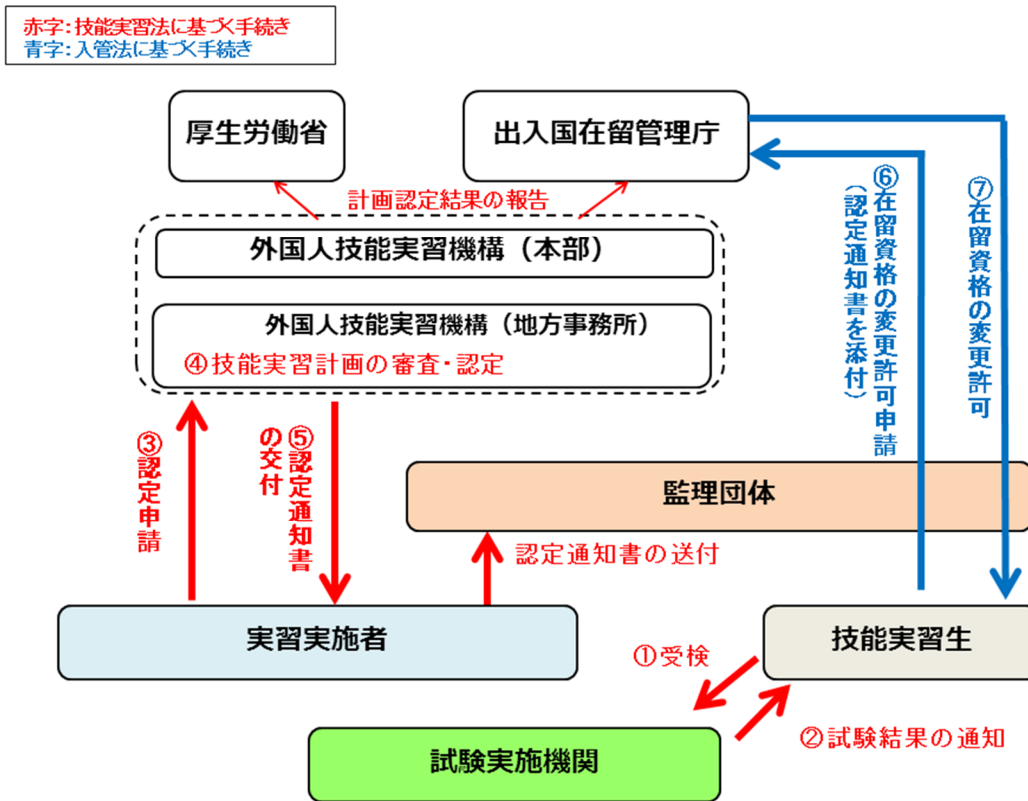 赤字:技能実習法に基づく手続き
青字:入管法に基づく手続き
厚生労働省
出入国在留管理庁
計画認定結果の報告
外国人技能実習機構（本部）
外国人技能実習機構（地方事務所）
④技能実習計画の審査・認定
⑥在留資格の変更許可申請
（認定通知書を添付）
⑦在留資格の変更許可
③認定申請
⑤認定通知書
の交付
監理団体
認定通知書の送付
実習実施者
技能実習生
①受検
②試験結果の通知
試験実施機関